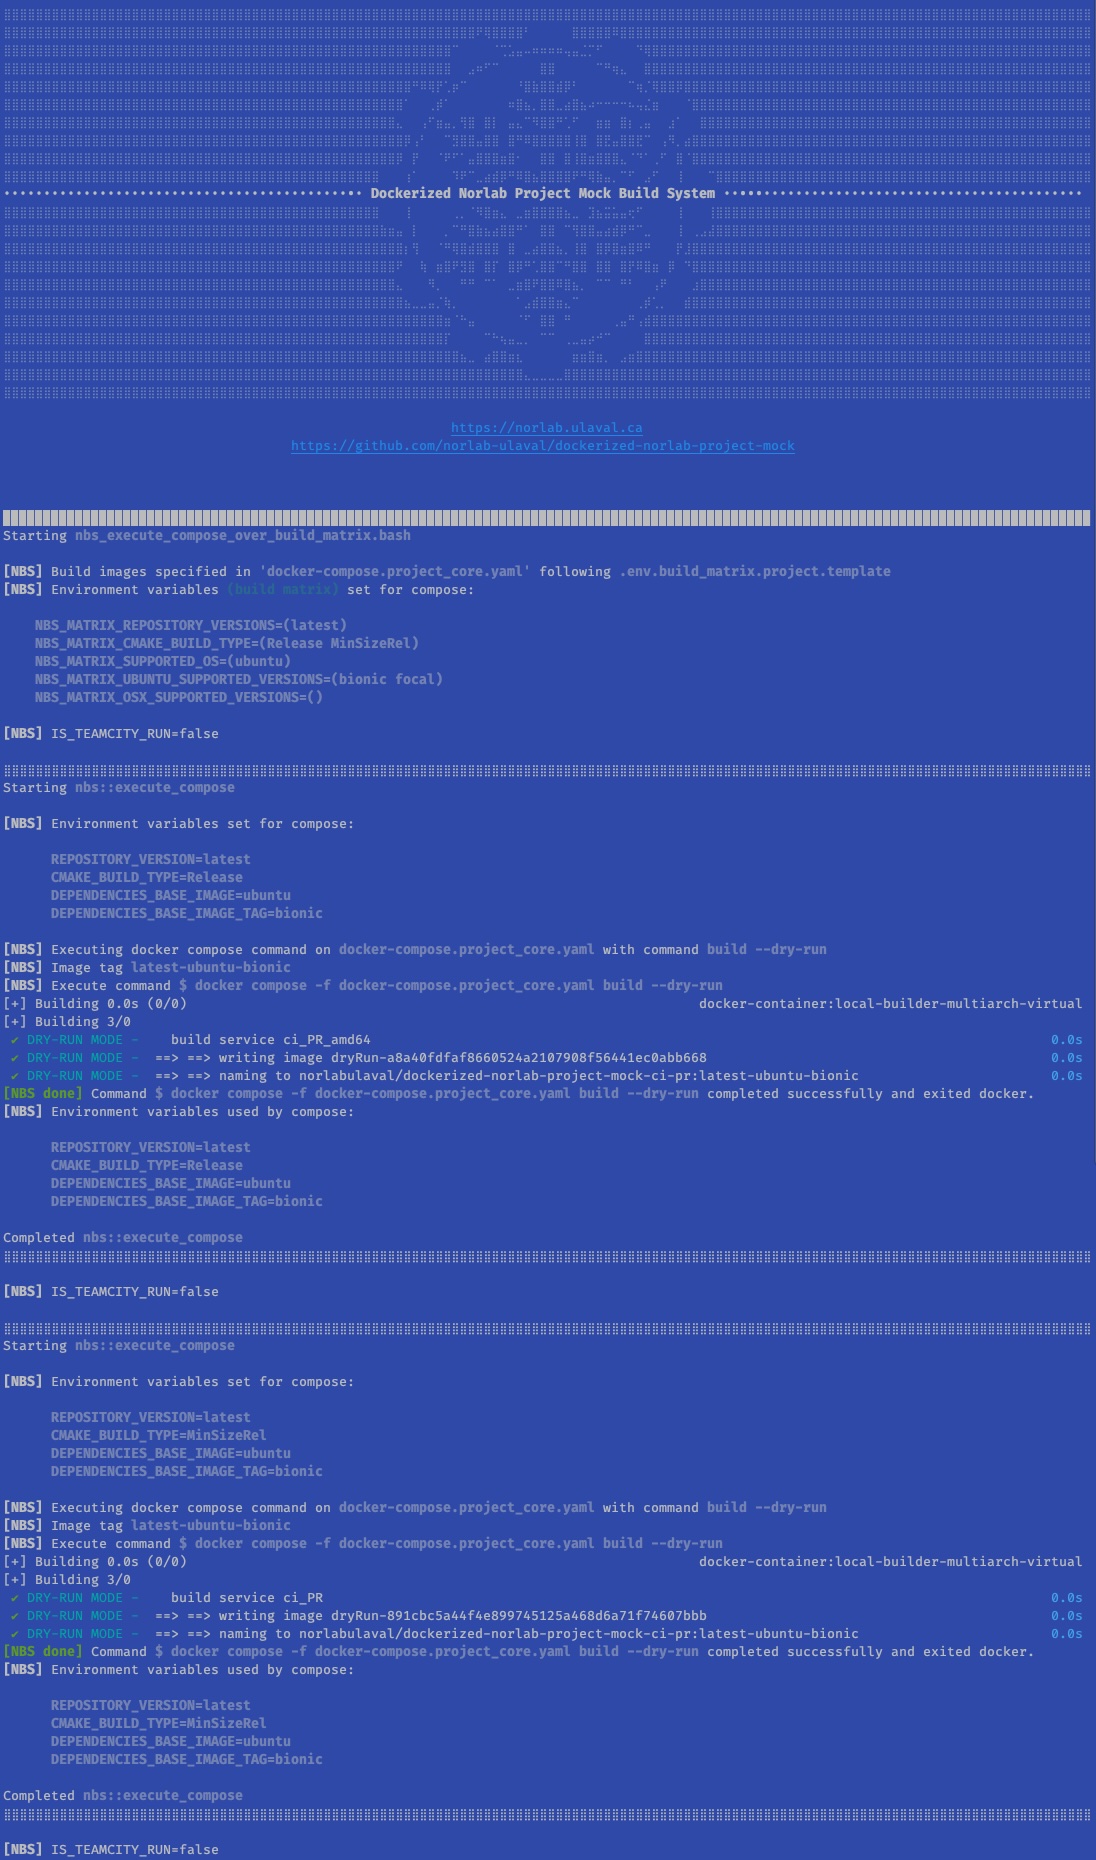 Dockerized Norlab Project Mock Build System
https://norlab.ulaval.ca
https://github.com/norlab-ulaval/dockerized-norlab-project-mock
Starting nbs_execute_compose_over_build_matrix.bash
[NBS] Build images specified in 'docker-compose.project_core.yaml' following .env.build_matrix.project.template
[NBS] Environment variables (build matrix) set for compose:
NBS_MATRIX_REPOSITORY_VERSIONS=(latest)
NBS_MATRIX_CMAKE_BUILD_TYPE=(Release MinSizeRel)
NBS_MATRIX_SUPPORTED_OS=(ubuntu)
NBS_MATRIX_UBUNTU_SUPPORTED_VERSIONS=(bionic focal)
NBS_MATRIX_OSX_SUPPORTED_VERSIONS=()
[NBS] IS_TEAMCITY_RUN=false
Starting nbs::execute_compose
[NBS] Environment variables set for compose:
REPOSITORY_VERSION=latest
CMAKE_BUILD_TYPE=Release
DEPENDENCIES_BASE_IMAGE=ubuntu
DEPENDENCIES_BASE_IMAGE_TAG=bionic
[NBS] Executing docker compose command on docker-compose.project_core.yaml with command build --dry-run
[NBS] Image tag latest-ubuntu-bionic
[NBS] Execute command $ docker compose -f docker-compose.project_core.yaml build --dry-run
[+] Building 0.0s (0/0) docker-container:local-builder-multiarch-virtual
[+] Building 3/0
✔ DRY-RUN MODE -    build service ci_PR_amd64 0.0s
✔ DRY-RUN MODE -  ==> ==> writing image dryRun-a8a40fdfaf8660524a2107908f56441ec0abb668 0.0s
✔ DRY-RUN MODE -  ==> ==> naming to norlabulaval/dockerized-norlab-project-mock-ci-pr:latest-ubuntu-bionic 0.0s
[NBS done] Command $ docker compose -f docker-compose.project_core.yaml build --dry-run completed successfully and exited docker.
[NBS] Environment variables used by compose:
REPOSITORY_VERSION=latest
CMAKE_BUILD_TYPE=Release
DEPENDENCIES_BASE_IMAGE=ubuntu
DEPENDENCIES_BASE_IMAGE_TAG=bionic
Completed nbs::execute_compose
[NBS] IS_TEAMCITY_RUN=false
Starting nbs::execute_compose
[NBS] Environment variables set for compose:
REPOSITORY_VERSION=latest
CMAKE_BUILD_TYPE=MinSizeRel
DEPENDENCIES_BASE_IMAGE=ubuntu
DEPENDENCIES_BASE_IMAGE_TAG=bionic
[NBS] Executing docker compose command on docker-compose.project_core.yaml with command build --dry-run
[NBS] Image tag latest-ubuntu-bionic
[NBS] Execute command $ docker compose -f docker-compose.project_core.yaml build --dry-run
[+] Building 0.0s (0/0) docker-container:local-builder-multiarch-virtual
[+] Building 3/0
✔ DRY-RUN MODE -    build service ci_PR 0.0s
✔ DRY-RUN MODE -  ==> ==> writing image dryRun-891cbc5a44f4e899745125a468d6a71f74607bbb 0.0s
✔ DRY-RUN MODE -  ==> ==> naming to norlabulaval/dockerized-norlab-project-mock-ci-pr:latest-ubuntu-bionic 0.0s
[NBS done] Command $ docker compose -f docker-compose.project_core.yaml build --dry-run completed successfully and exited docker.
[NBS] Environment variables used by compose:
REPOSITORY_VERSION=latest
CMAKE_BUILD_TYPE=MinSizeRel
DEPENDENCIES_BASE_IMAGE=ubuntu
DEPENDENCIES_BASE_IMAGE_TAG=bionic
Completed nbs::execute_compose
[NBS] IS_TEAMCITY_RUN=false